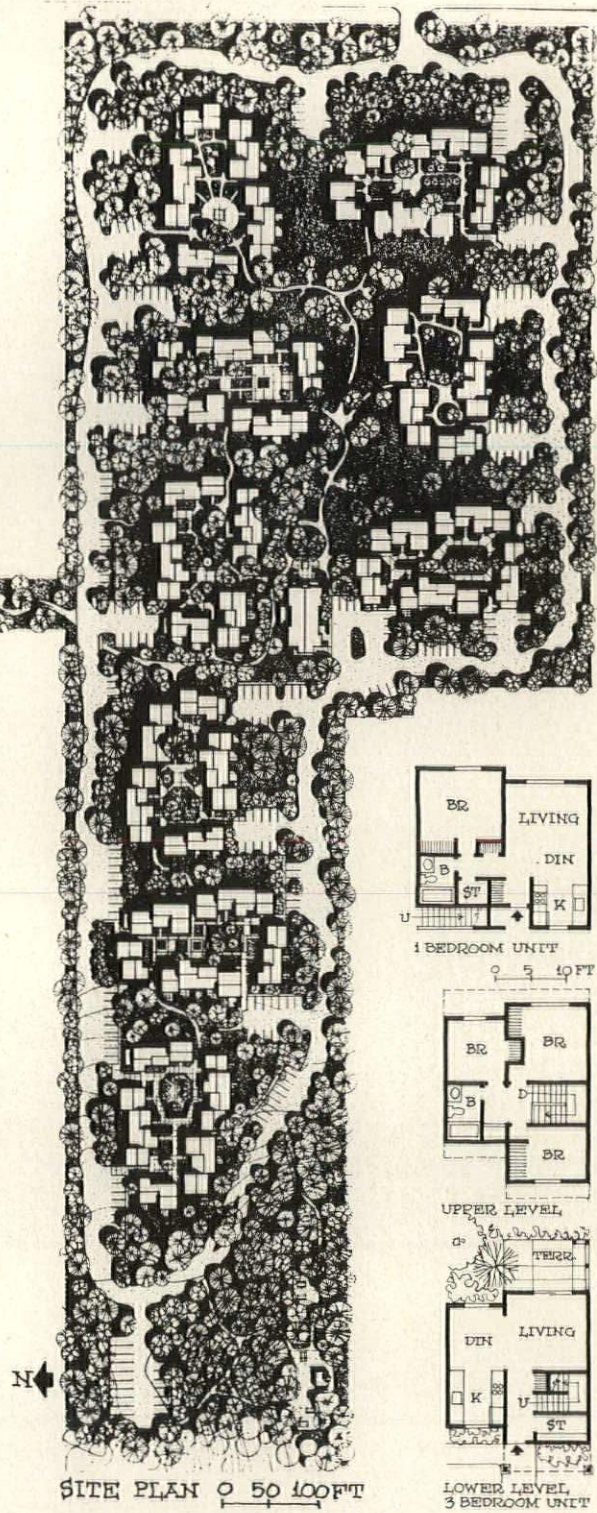 BR
LIVING
DIN
B
ST
K
U
1 BEDROOM UNIT
0 5 10 FT
BR
BR
B
D
BR
UPPER LEVEL
TERR.
DIN
LIVING
K
U
ST
LOWER LEVEL
3 BEDROOM UNIT
N
SITE PLAN 0 50 100 FT